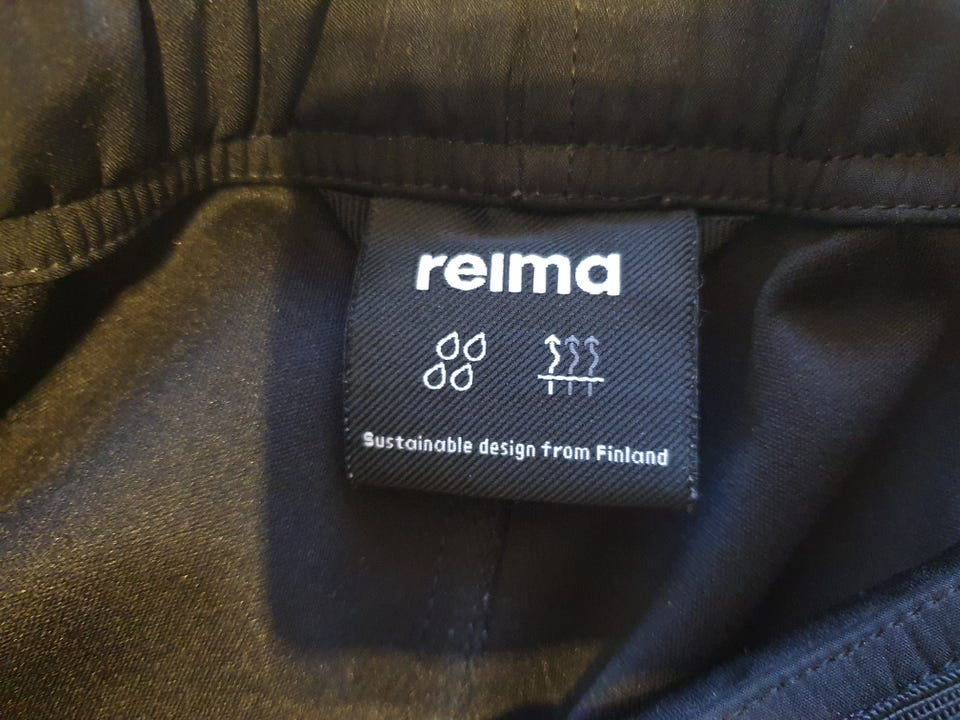 reima
Sustainable design from Finland